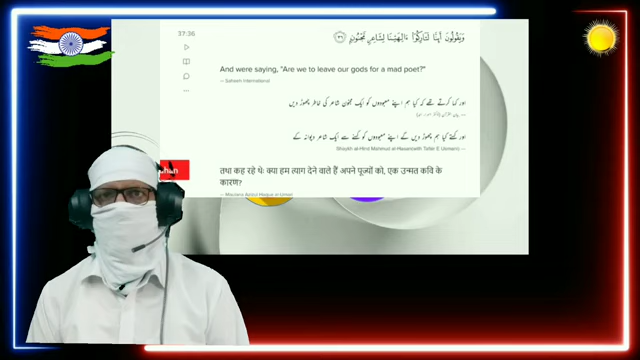 37:36
وَيَقُولُونَ أَئِنَّا لَتَارِكُوٓا۟ ءَالِهَتِنَا لِشَاعِرٍ مَّجْنُونٍۭ ٣٦
And were saying, "Are we to leave our gods for a mad poet?"
— Saheeh International
اور کہا کرتے تھے کہ کیا ہم اپنے معبودوں کو ایک مجنون شاعر کی خاطر چھوڑ دیں
اور کہتے کیا ہم چھوڑ دیں گے اپنے معبودوں کو کہنے سے ایک شاعر دیوانہ کے
Shaykh al-Hind Mahmud al-Hasan(with Tafsir E Usmani) —
तथा कह रहे थेः क्या हम त्याग देने वाले हैं अपने पूज्यों को, एक उन्मत कवि के
कारण?
— Maulana Azizul Haque al-Umari